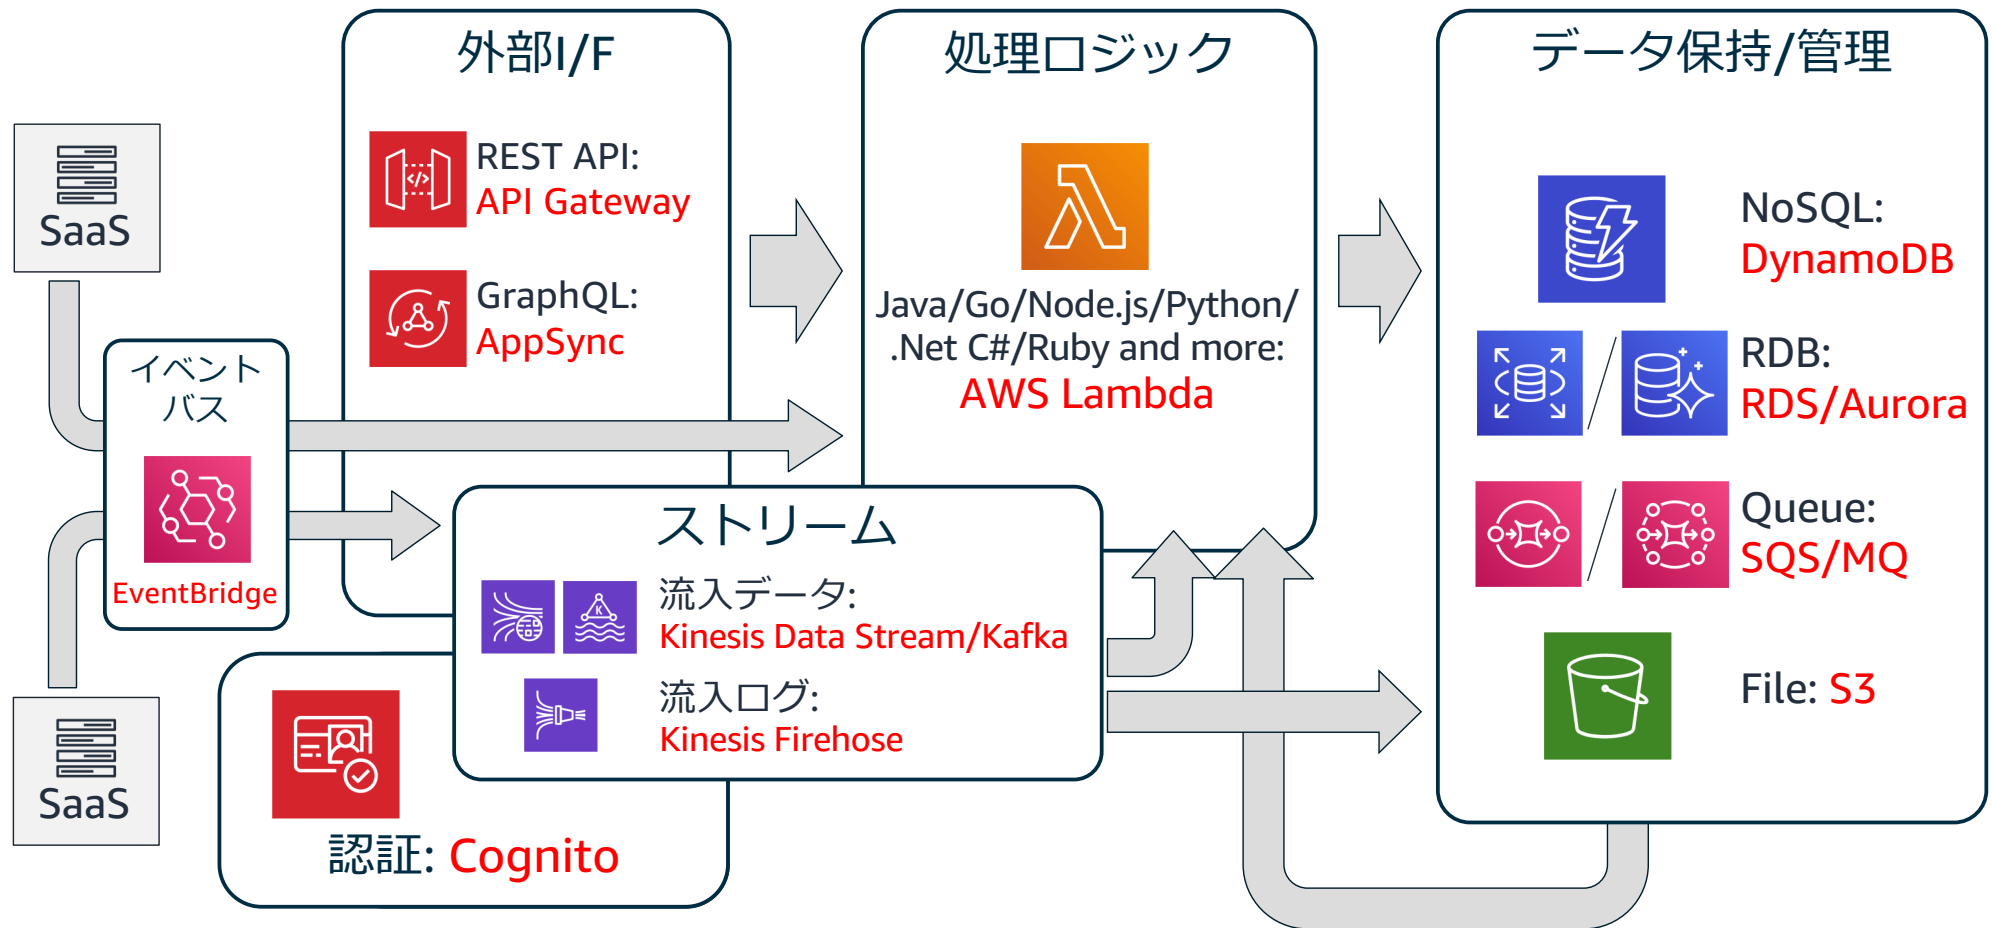 外部I/F
REST API:
API Gateway
GraphQL:
AppSync
処理ロジック
Java/Go/Node.js/Python/
.Net C#/Ruby and more:
AWS Lambda
データ保持/管理
NoSQL:
DynamoDB
RDB:
RDS/Aurora
Queue:
SQS/MQ
File: S3
SaaS
イベント
バス
EventBridge
SaaS
ストリーム
流入データ:
K
Kinesis Data Stream/Kafka
流入ログ:
Kinesis Firehose
認証: Cognito